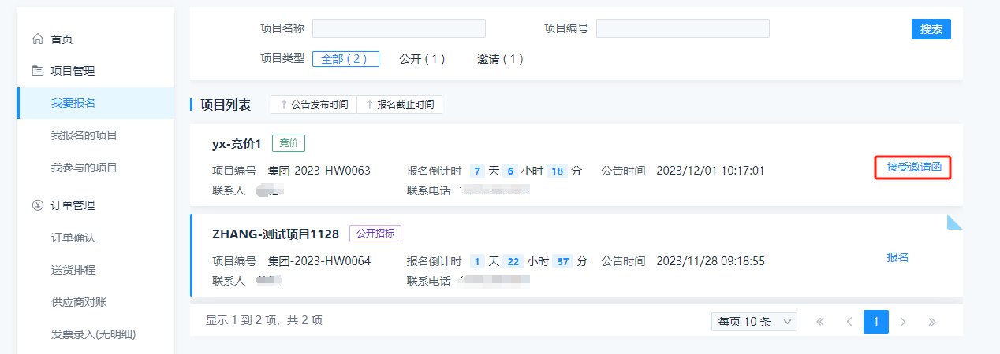 首页
项目管理
我要报名
我报名的项目
我参与的项目
订单管理
订单确认
送货排程
供应商对账
发票录入(无明细)
项目名称 项目编号 搜索
项目类型 全部 ( 2 ) 公开 ( 1 ) 邀请 ( 1 )
项目列表 ↑ 公告发布时间 ↑ 报名截止时间
yx-竞价1 竞价
项目编号 集团-2023-HW0063 报名倒计时 7 天 6 小时 18 分 公告时间 2023/12/01 10:17:01
接受邀请函
联系人 联系电话
ZHANG-测试项目1128 公开招标
项目编号 集团-2023-HW0064 报名倒计时 1 天 22 小时 57 分 公告时间 2023/11/28 09:18:55
报名
联系人 联系电话
显示 1 到 2 项，共 2 项 每页 10 条 « < 1 > »